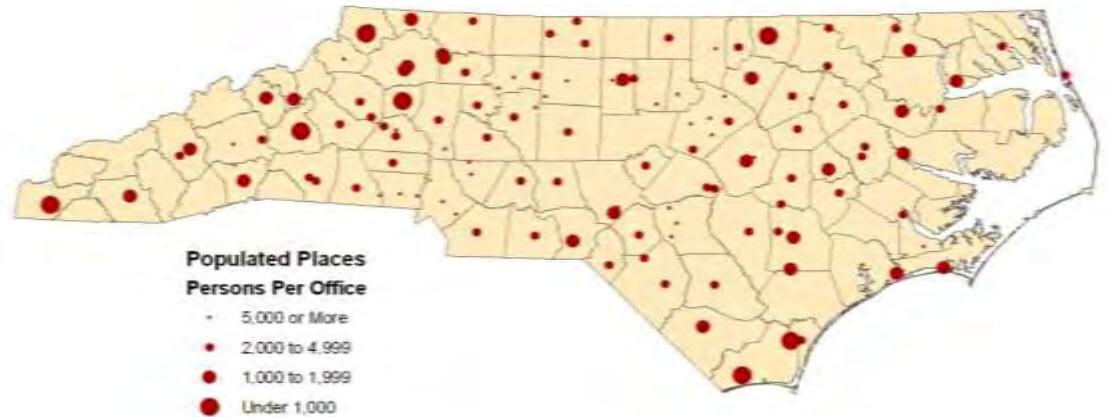 Populated Places
Persons Per Office
5,000 or More
2,000 to 4,999
1,000 to 1,999
Under 1,000